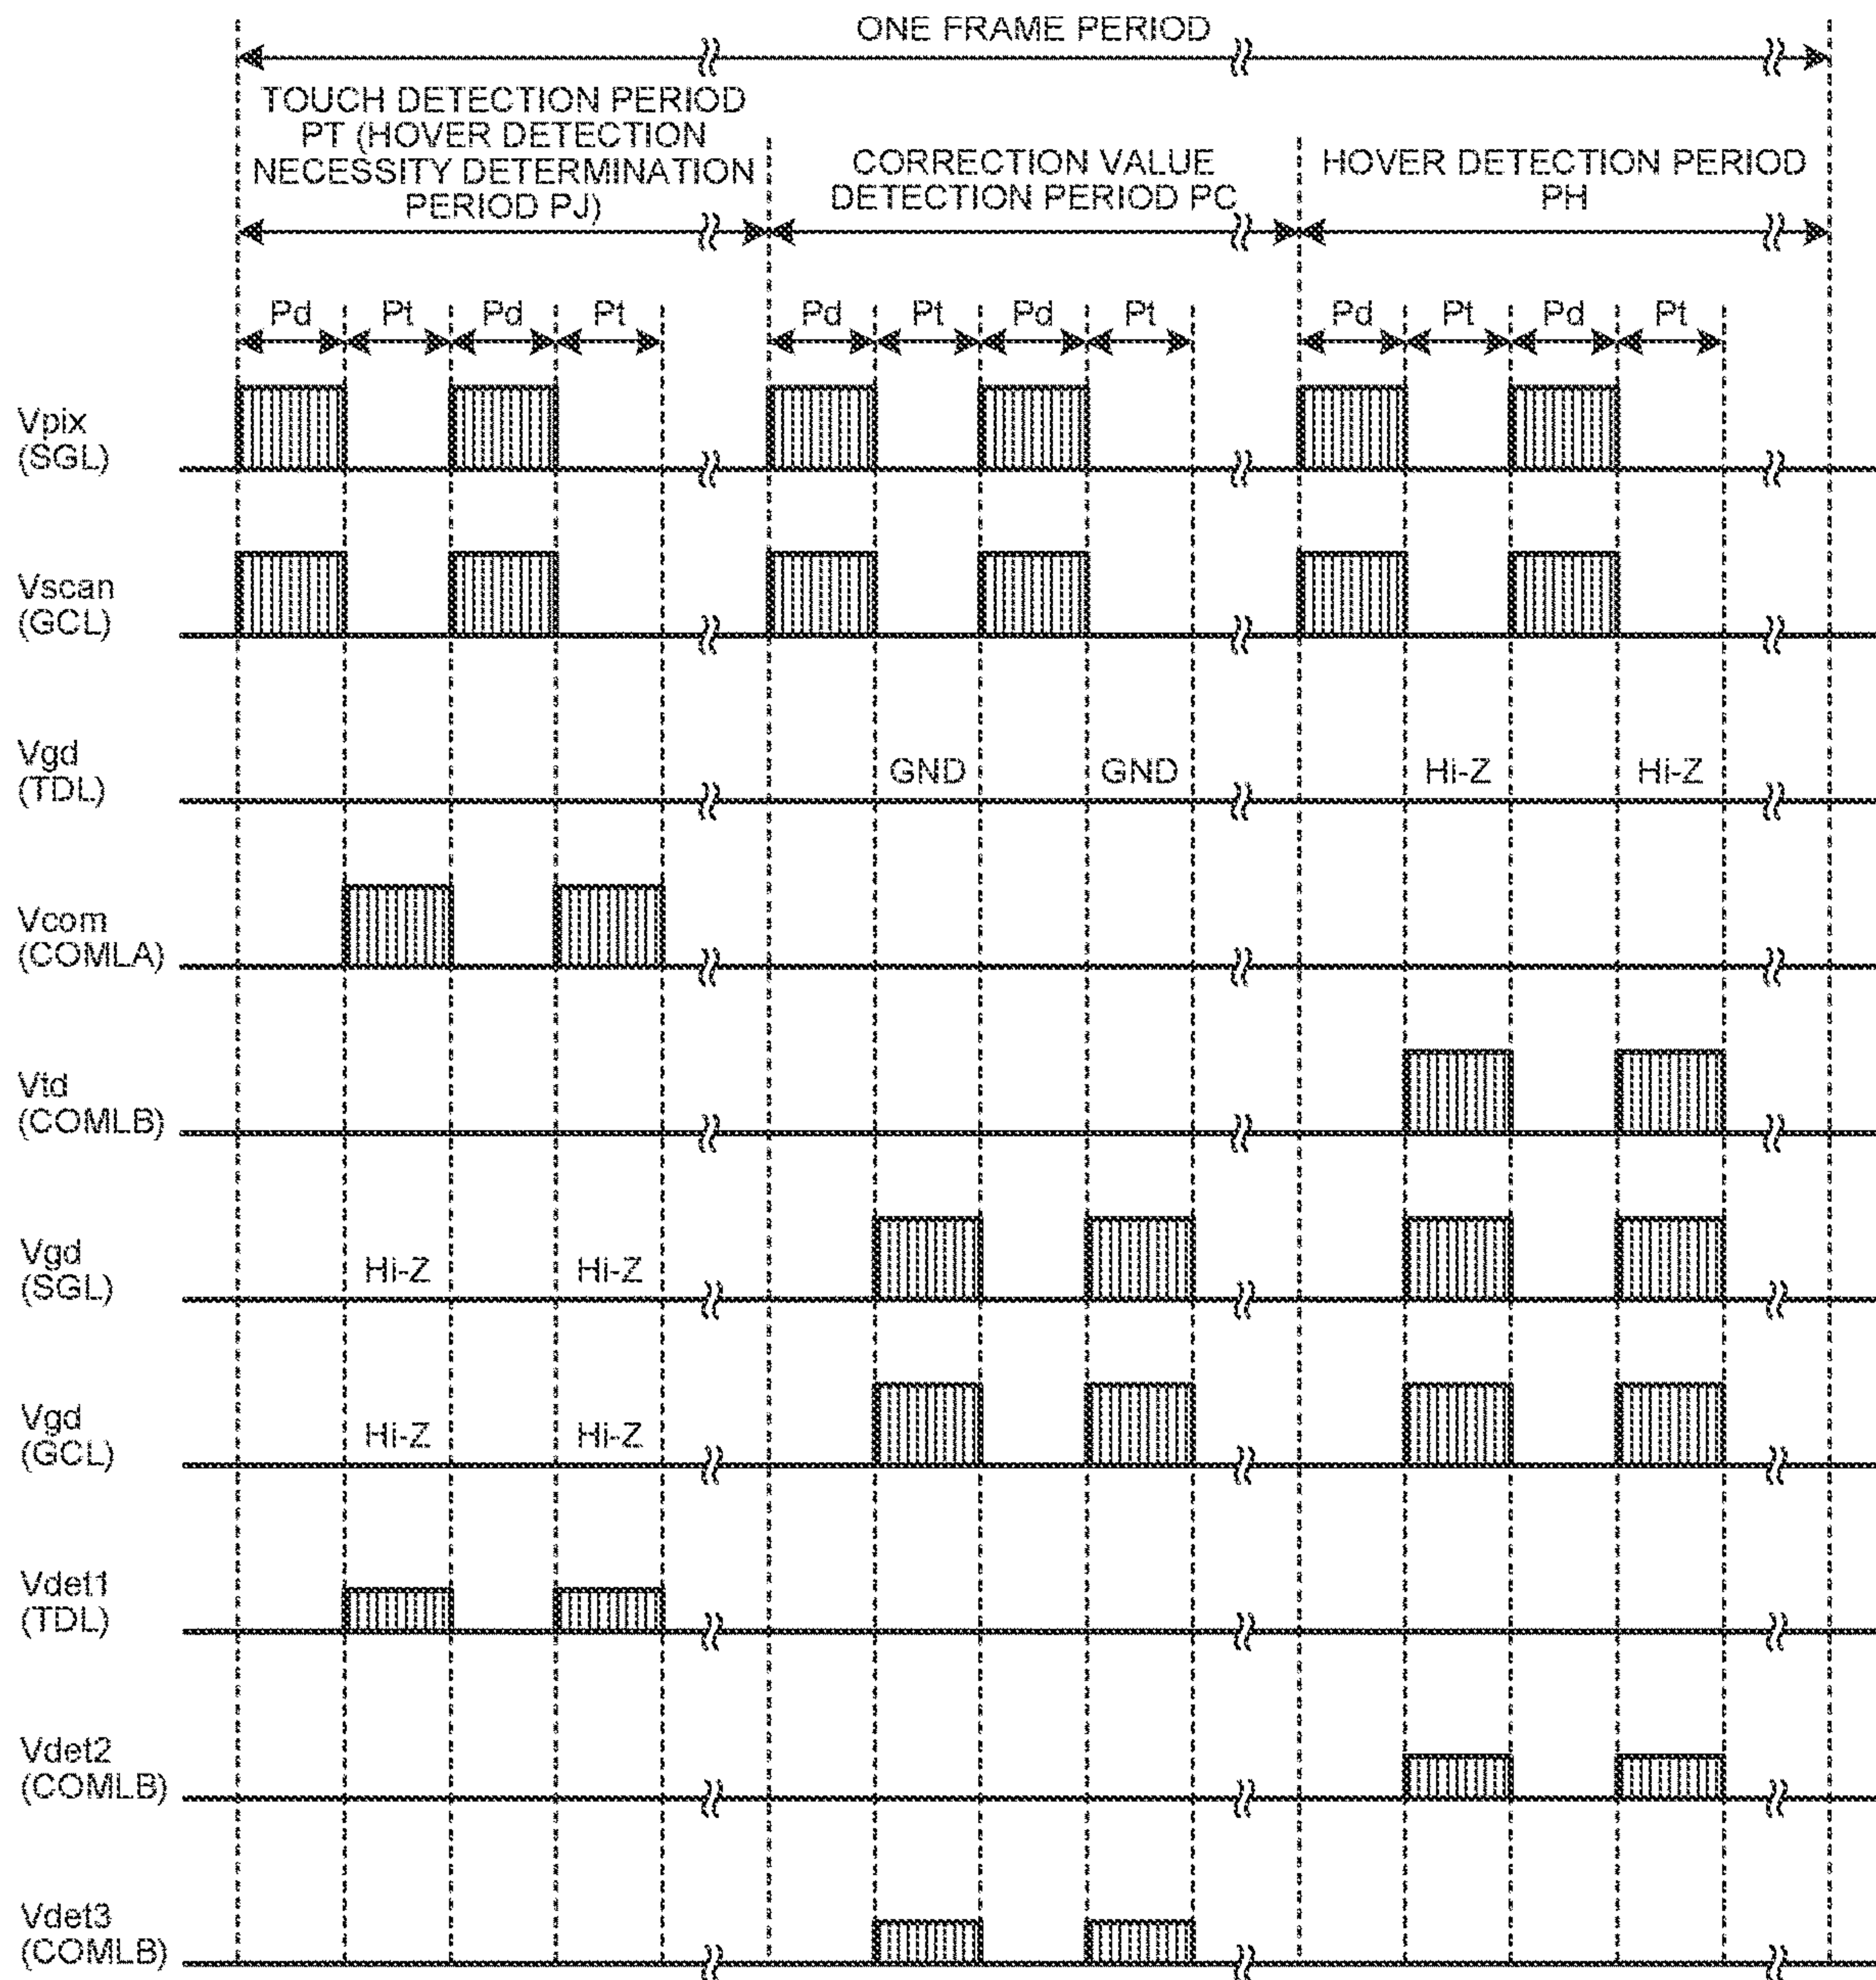 ONE FRAME PERIOD
TOUCH DETECTION PERIOD
PT (HOVER DETECTION
NECESSITY DETERMINATION
PERIOD PJ)
CORRECTION VALUE
DETECTION PERIOD PC
HOVER DETECTION PERIOD
PH
Pd Pt Pd Pt Pd Pt Pd Pt Pd Pt Pd Pt
Vpix
(SGL)
Vscan
(GCL)
Vgd
(TDL)
GND GND Hi-Z Hi-Z
Vcom
(COMLA)
Vtd
(COMLB)
Vgd
(SGL)
Hi-Z Hi-Z
Vgd
(GCL)
Hi-Z Hi-Z
Vdet1
(TDL)
Vdet2
(COMLB)
Vdet3
(COMLB)